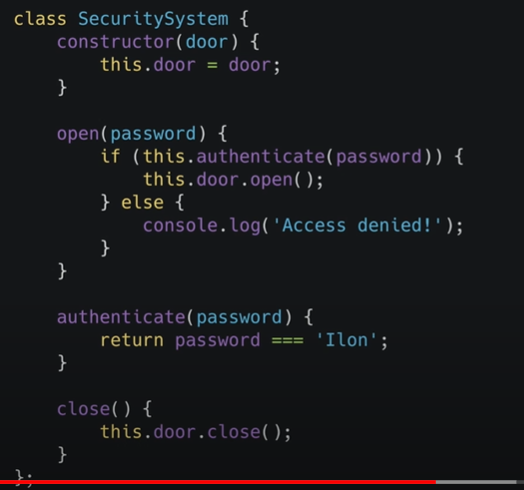 class SecuritySystem {
    constructor(door) {
        this.door = door;
    }

    open(password) {
        if (this.authenticate(password)) {
            this.door.open();
        } else {
            console.log('Access denied!');
        }
    }

    authenticate(password) {
        return password === 'Ilon';
    }

    close() {
        this.door.close();
    }
};